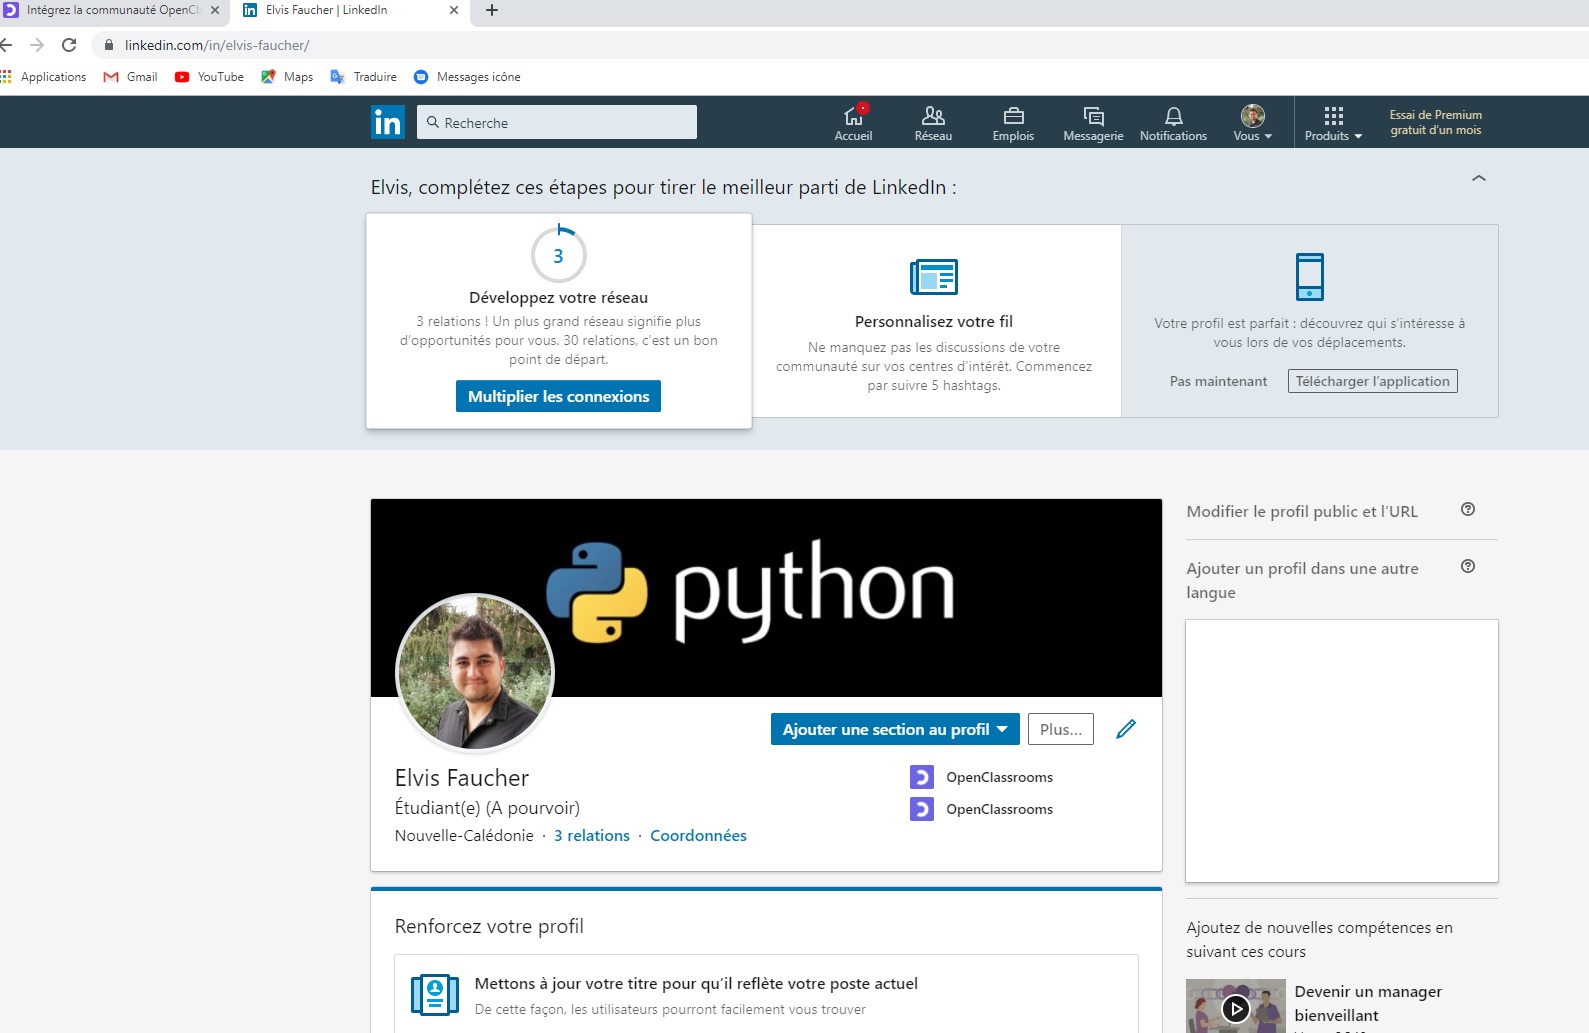 Intégrez la communauté OpenCl
Elvis Faucher | LinkedIn
linkedin.com/in/elvis-faucher/
Applications
Gmail
YouTube
Maps
Traduire
Messages icône
in
Recherche
Accueil
Réseau
Emplois
Messagerie
Notifications
Vous
Produits
Essai de Premium
gratuit d'un mois
Elvis, complétez ces étapes pour tirer le meilleur parti de LinkedIn :
3
Développez votre réseau
3 relations ! Un plus grand réseau signifie plus
d'opportunités pour vous. 30 relations, c'est un bon
point de départ.
Multiplier les connexions
Personnalisez votre fil
Ne manquez pas les discussions de votre
communauté sur vos centres d'intérêt. Commencez
par suivre 5 hashtags.
Votre profil est parfait : découvrez qui s'intéresse à
vous lors de vos déplacements.
Pas maintenant
Télécharger l'application
python
Ajouter une section au profil
Plus...
Elvis Faucher
Étudiant(e) (A pourvoir)
Nouvelle-Calédonie · 3 relations · Coordonnées
OpenClassrooms
OpenClassrooms
Renforcez votre profil
Mettons à jour votre titre pour qu'il reflète votre poste actuel
De cette façon, les utilisateurs pourront facilement vous trouver
Modifier le profil public et l'URL
Ajouter un profil dans une autre
langue
Ajoutez de nouvelles compétences en
suivant ces cours
Devenir un manager
bienveillant